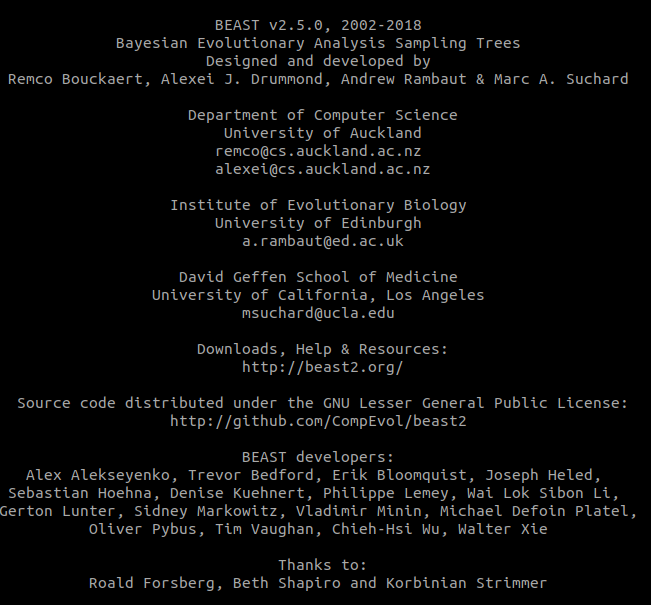 BEAST v2.5.0, 2002-2018
Bayesian Evolutionary Analysis Sampling Trees
Designed and developed by
Remco Bouckaert, Alexei J. Drummond, Andrew Rambaut & Marc A. Suchard
Department of Computer Science
University of Auckland
remco@cs.auckland.ac.nz
alexei@cs.auckland.ac.nz
Institute of Evolutionary Biology
University of Edinburgh
a.rambaut@ed.ac.uk
David Geffen School of Medicine
University of California, Los Angeles
msuchard@ucla.edu
Downloads, Help & Resources:
http://beast2.org/
Source code distributed under the GNU Lesser General Public License:
http://github.com/CompEvol/beast2
BEAST developers:
Alex Alekseyenko, Trevor Bedford, Erik Bloomquist, Joseph Heled,
Sebastian Hoehna, Denise Kuehnert, Philippe Lemey, Wai Lok Sibon Li,
Gerton Lunter, Sidney Markowitz, Vladimir Minin, Michael Defoin Platel,
Oliver Pybus, Tim Vaughan, Chieh-Hsi Wu, Walter Xie
Thanks to:
Roald Forsberg, Beth Shapiro and Korbinian Strimmer